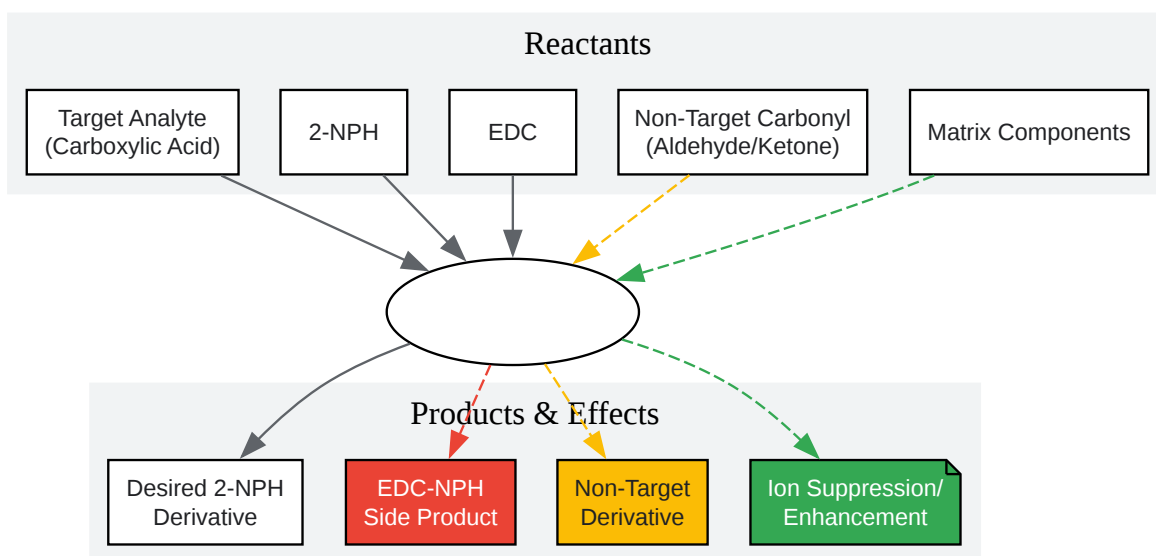 Reactants
Target Analyte
(Carboxylic Acid)
2-NPH
EDC
Non-Target Carbonyl
(Aldehyde/Ketone)
Matrix Components
Products & Effects
Desired 2-NPH
Derivative
EDC-NPH
Side Product
Non-Target
Derivative
Ion Suppression/
Enhancement